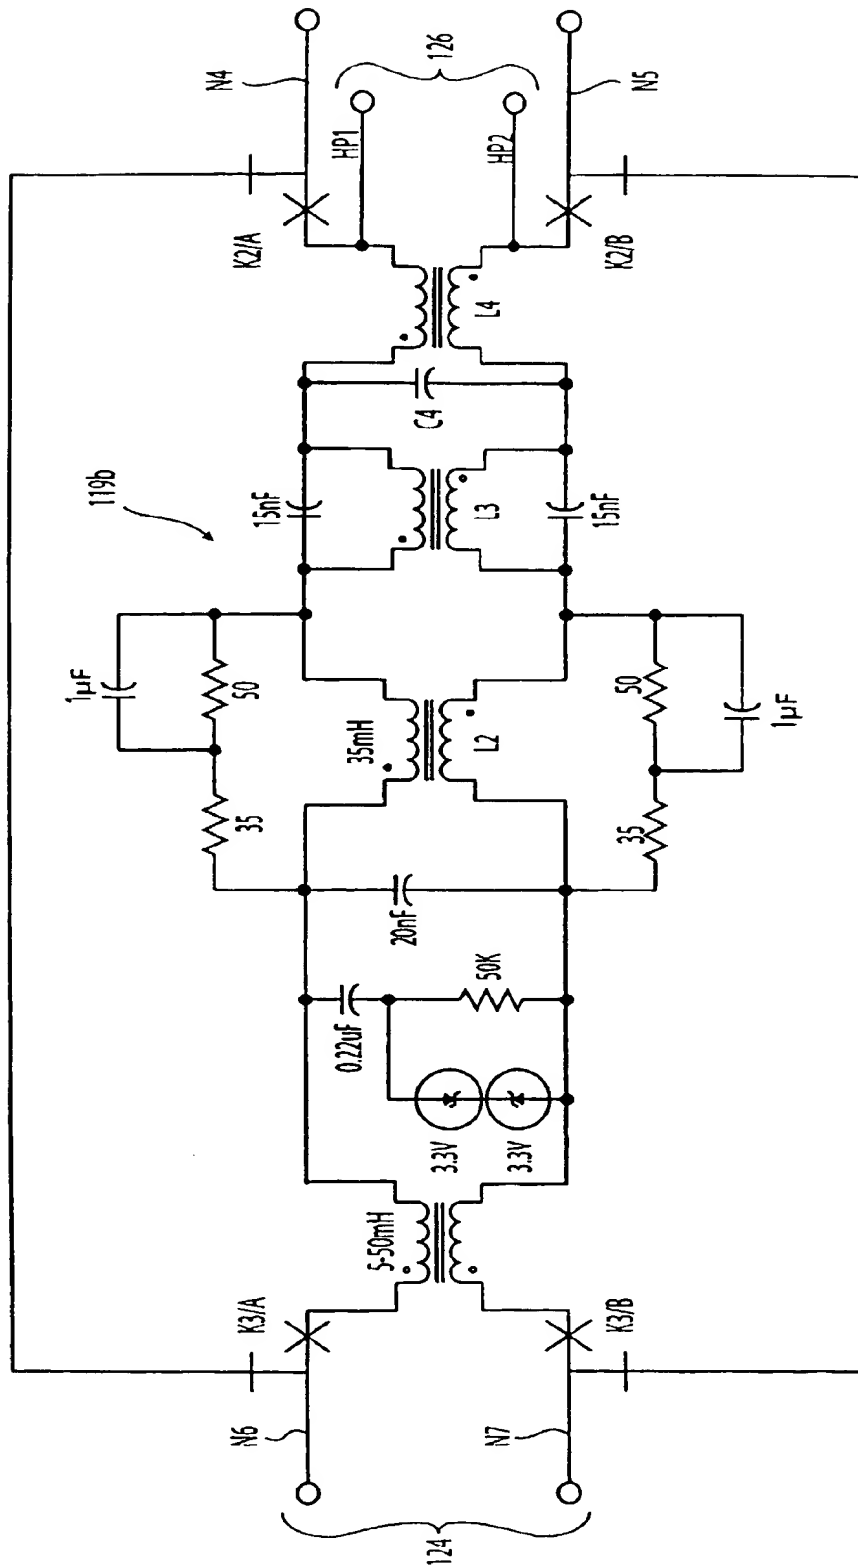 119b
1µF
50
35
K3/A
N6
5-50mH
0.22uF
20nF
35mH
15nF
K2/A
N4
HP1
126
124
3.3V
3.3V
50K
L2
L3
C4
L4
HP2
N7
K3/B
35
50
15nF
K2/B
N5
1µF